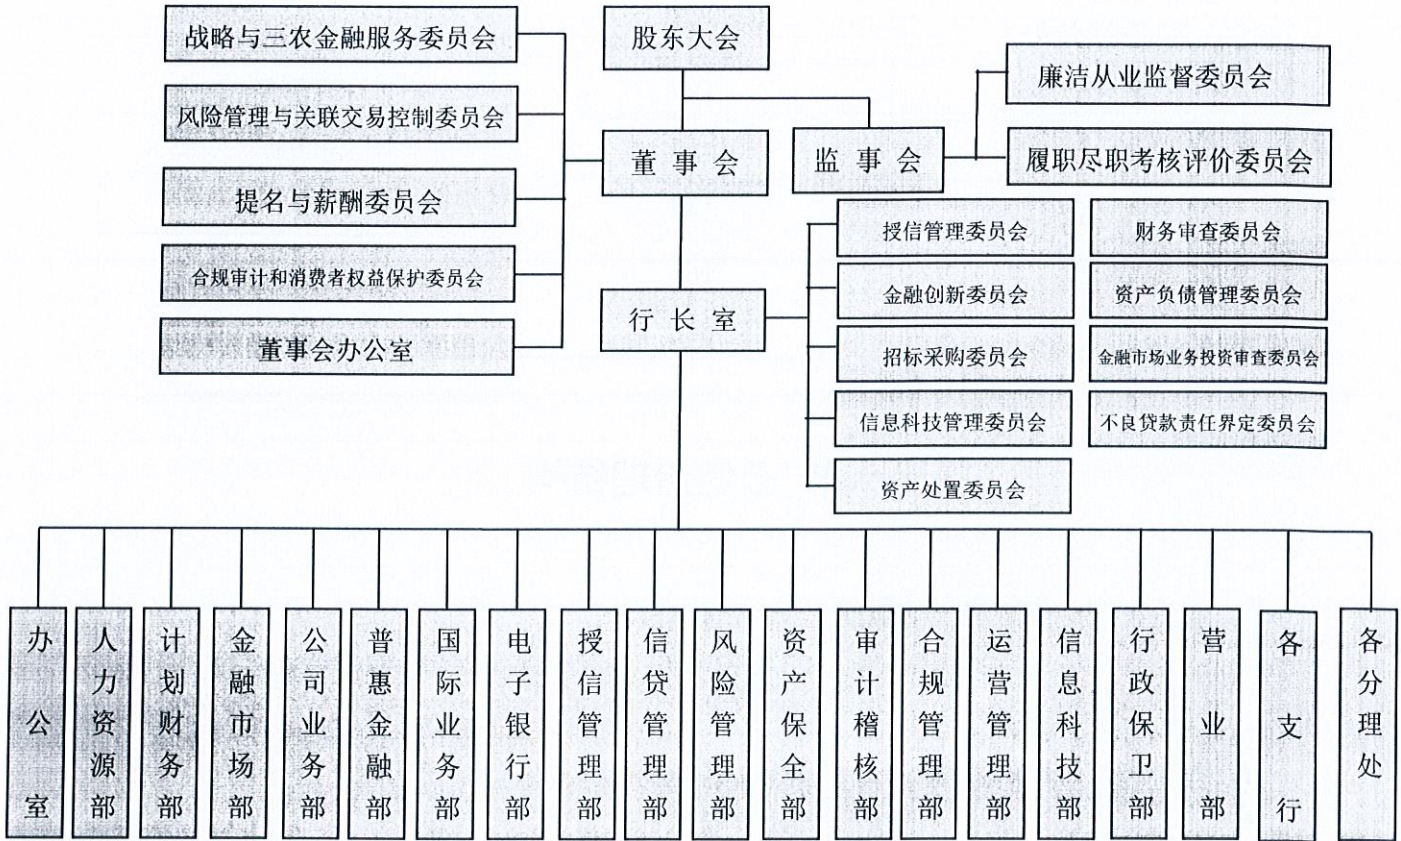 股东大会
董事会
监事会
战略与三农金融服务委员会
风险管理与关联交易控制委员会
提名与薪酬委员会
合规审计和消费者权益保护委员会
董事会办公室
廉洁从业监督委员会
履职尽职考核评价委员会
行长室
授信管理委员会
财务审查委员会
金融创新委员会
资产负债管理委员会
招标采购委员会
金融市场业务投资审查委员会
信息科技管理委员会
不良贷款责任界定委员会
资产处置委员会
办公室
人力资源部
计划财务部
金融市场部
公司业务部
普惠金融部
国际业务部
电子银行部
授信管理部
信贷管理部
风险管理部
资产保全部
审计稽核部
合规管理部
运营管理部
信息科技部
行政保卫部
营业部
各支行
各分理处